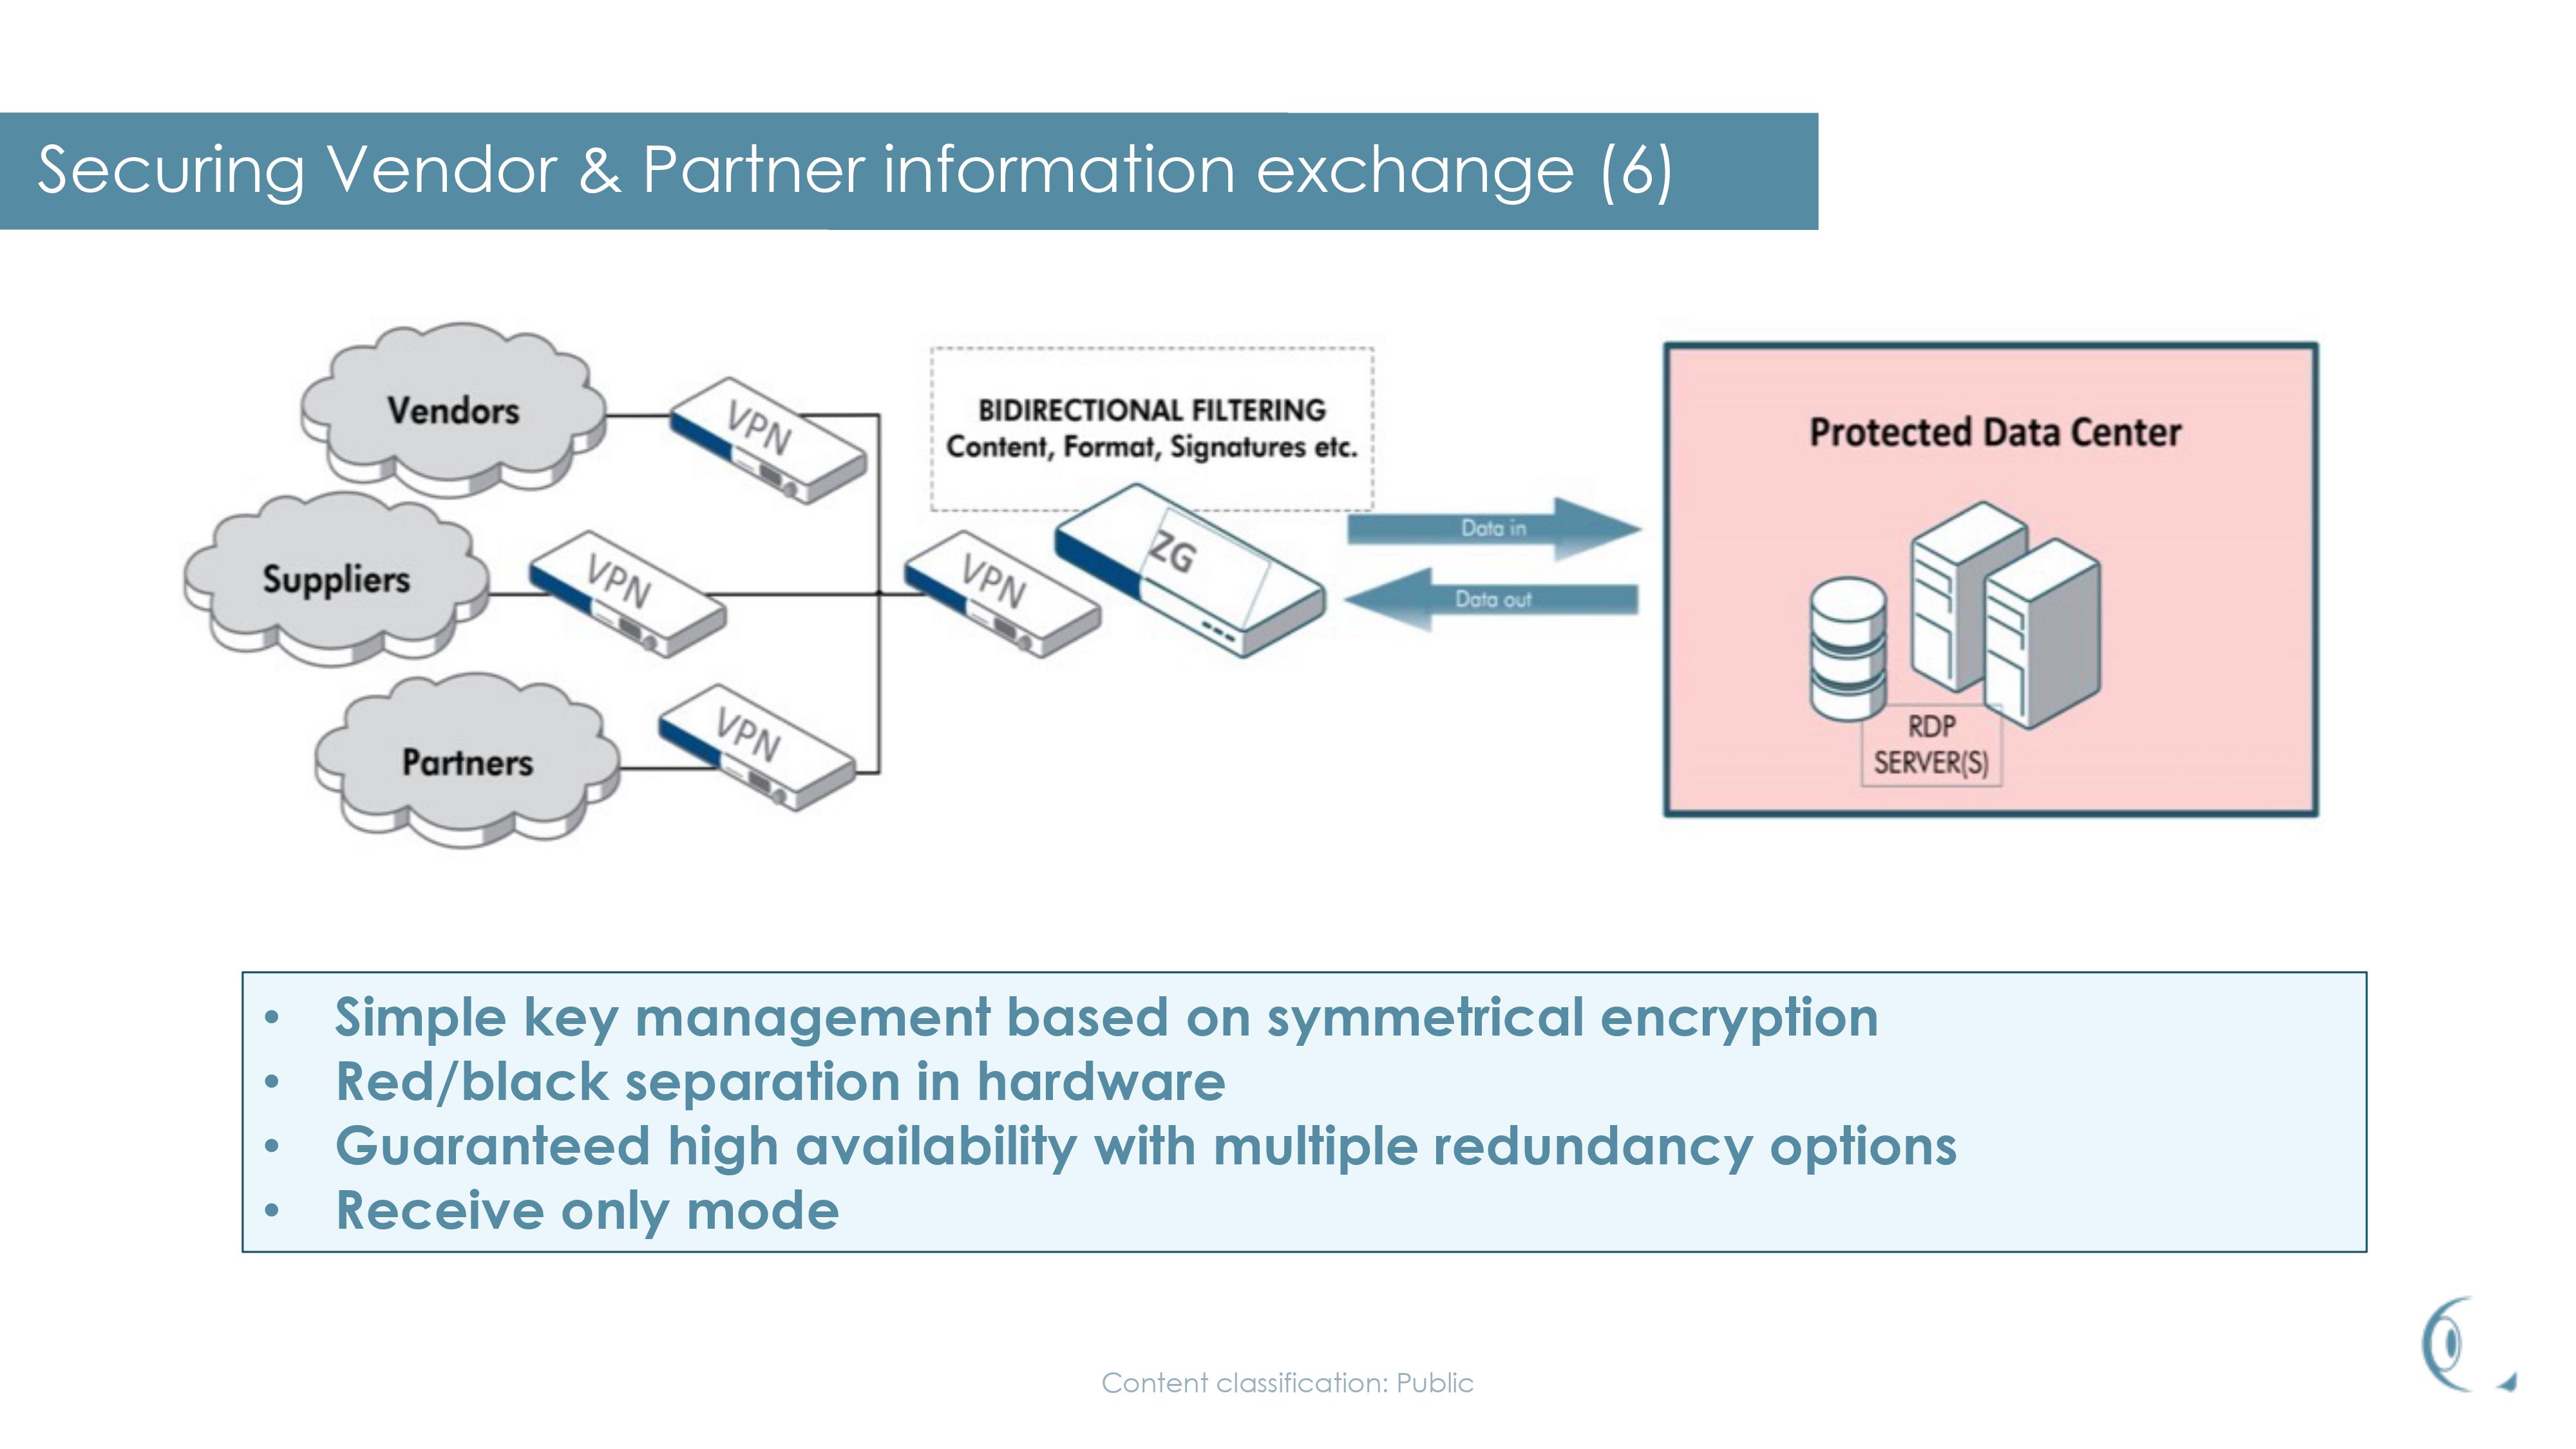 Securing Vendor & Partner information exchange (6)
Vendors
VPN
BIDIRECTIONAL FILTERING
Content, Format, Signatures etc.
Protected Data Center
Suppliers
VPN
VPN
ZG
Data in
Data out
Partners
VPN
RDP
SERVER(S)
• Simple key management based on symmetrical encryption
• Red/black separation in hardware
• Guaranteed high availability with multiple redundancy options
• Receive only mode
Content classification: Public